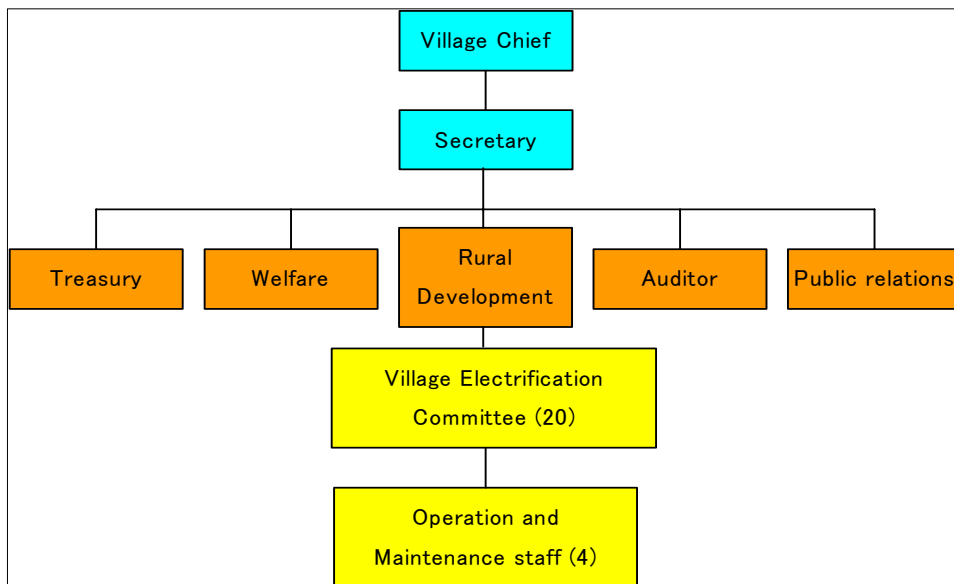 Village Chief
Secretary
Treasury
Welfare
Rural
Development
Auditor
Public relations
Village Electrification
Committee (20)
Operation and
Maintenance staff (4)